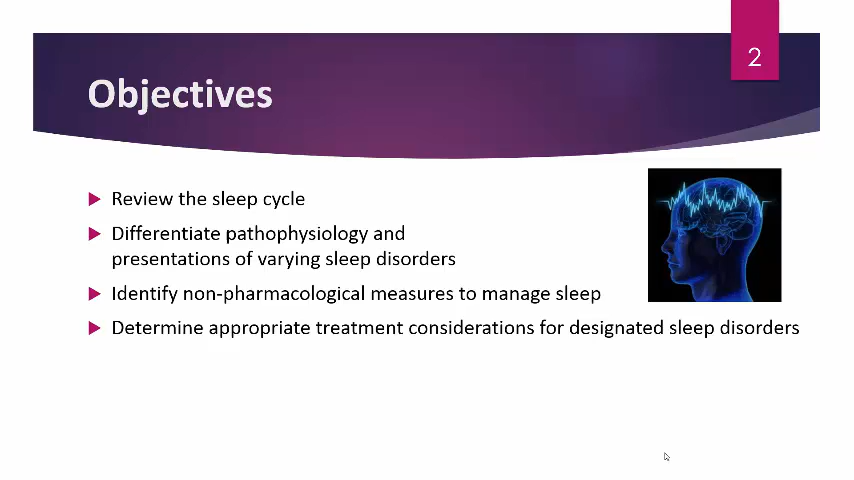 2
Objectives
Review the sleep cycle
Differentiate pathophysiology and
presentations of varying sleep disorders
Identify non-pharmacological measures to manage sleep
Determine appropriate treatment considerations for designated sleep disorders